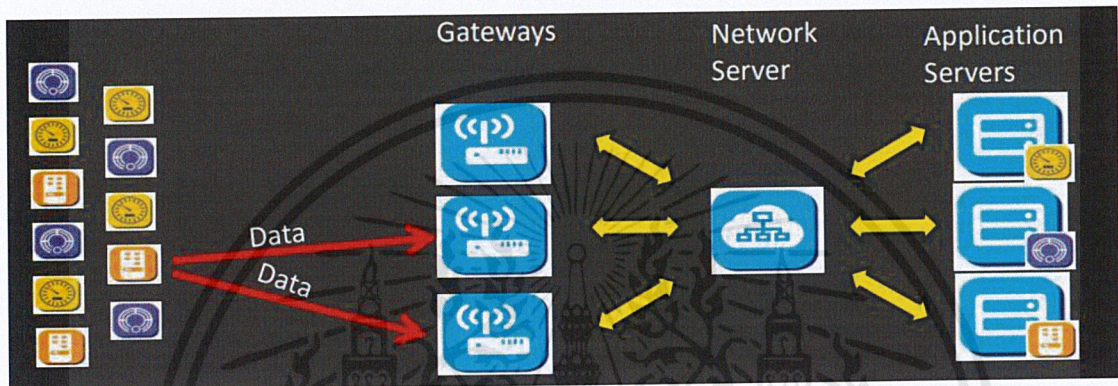 Gateways
Network
Server
Application
Servers
Data
Data